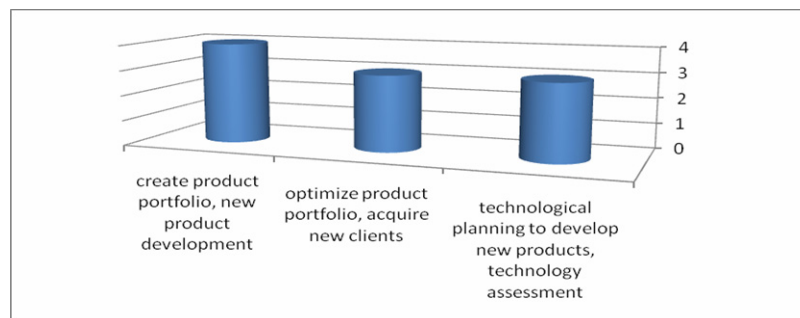 4
3
2
1
0
create product
portfolio, new
product
development
optimize product
portfolio, acquire
new clients
technological
planning to develop
new products,
technology
assessment